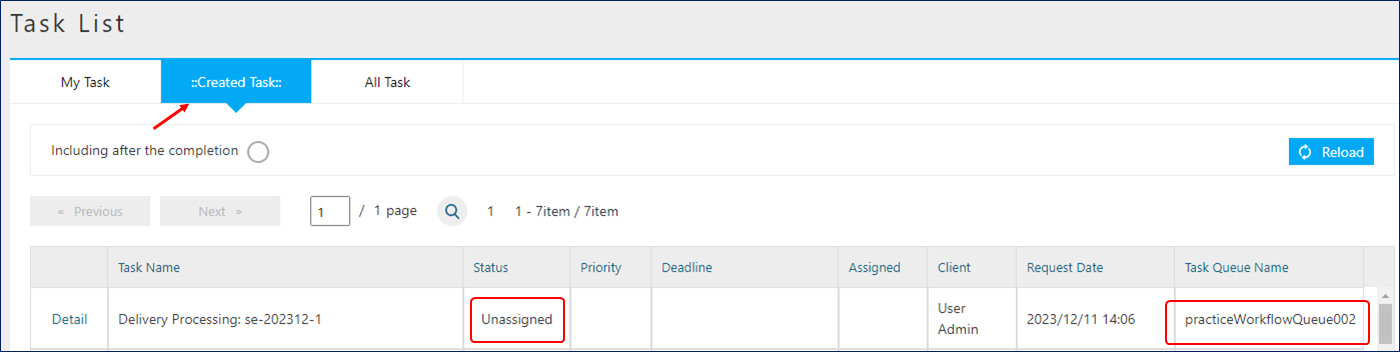 Task List
My Task ::Created Task:: All Task
Including after the completion Reload
« Previous Next » 1 / 1 page 1 1 - 7item / 7item
Task Name Status Priority Deadline Assigned Client Request Date Task Queue Name
Detail Delivery Processing: se-202312-1 Unassigned User Admin 2023/12/11 14:06 practiceWorkflowQueue002